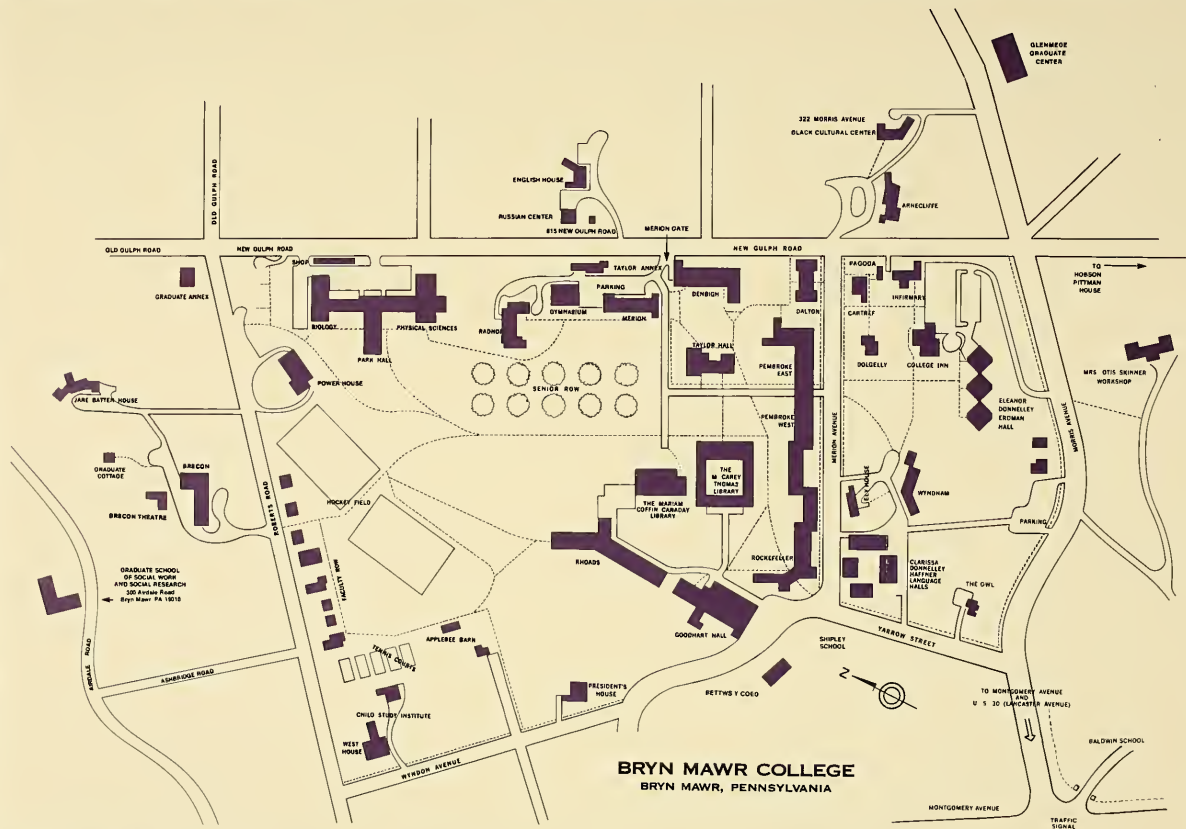 GLENMEDE
GRADUATE
CENTER
322 MORRIS AVENUE
BLACK CULTURAL CENTER
OLD GULPH ROAD
ENGLISH HOUSE
ARNECLIFFE
RUSSIAN CENTER
815 NEW GULPH ROAD
MERION GATE
OLD GULPH ROAD
NEW GULPH ROAD
NEW GULPH ROAD
SHOP
TAYLOR ANNEX
PAGODA
TO
HOBSON
PITTMAN
HOUSE
GRADUATE ANNEX
PARKING
DENBIGH
INFIRMARY
GYMNASIUM
MERION
DALTON
CARTREF
BIOLOGY
PHYSICAL SCIENCES
RADNOR
PARK HALL
TAYLOR HALL
PEMBROKE
EAST
DOLGELLY
COLLEGE INN
MRS OTIS SKINNER
WORKSHOP
POWER HOUSE
SENIOR ROW
JANE BATTER HOUSE
ELEANOR
DONNELLEY
ERDMAN
HALL
PEMBROKE
WEST
MERION AVENUE
MORRIS AVENUE
GRADUATE
COTTAGE
BRECON
THE
M CAREY
THOMAS
LIBRARY
ROBERTS ROAD
HOCKEY FIELD
THE MARIAM
COFFIN CANADAY
LIBRARY
ELY HOUSE
WYNDHAM
BRECON THEATRE
PARKING
RHOADS
ROCKEFELLER
GRADUATE SCHOOL
OF SOCIAL WORK
AND SOCIAL RESEARCH
300 Airdale Road
Bryn Mawr PA 19010
FACULTY ROW
CLARISSA
DONNELLEY
HAFFNER
LANGUAGE
HALLS
THE OWL
GOODHART HALL
APPLEBEE BARN
YARROW STREET
SHIPLEY
SCHOOL
TENNIS COURTS
AIRDALE ROAD
ASHBRIDGE ROAD
N
PRESIDENT'S
HOUSE
BETTWS Y COED
TO MONTGOMERY AVENUE
AND
U S 30 (LANCASTER AVENUE)
CHILD STUDY INSTITUTE
WEST
HOUSE
BALDWIN SCHOOL
WYNDON AVENUE
BRYN MAWR COLLEGE
BRYN MAWR, PENNSYLVANIA
MONTGOMERY AVENUE
TRAFFIC
SIGNAL